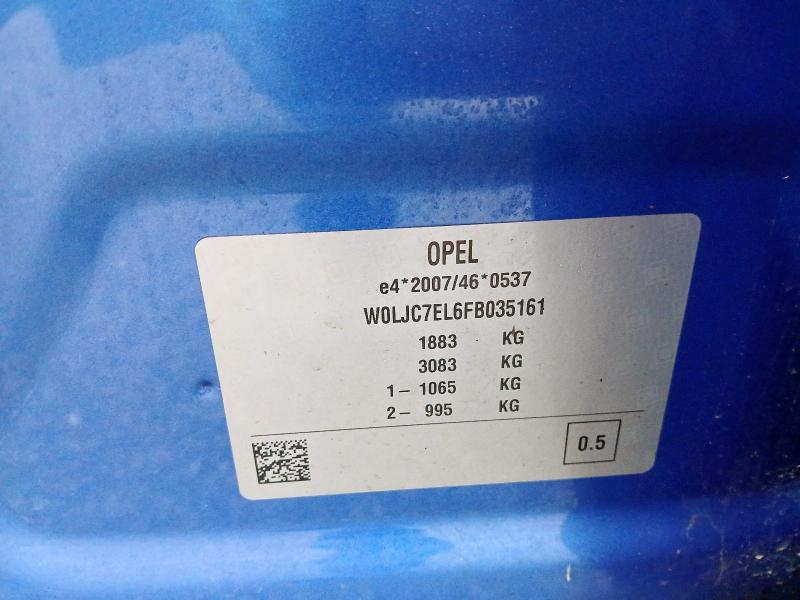 OPEL
e4*2007/46*0537
W0LJC7EL6FB035161
1883 KG
3083 KG
1– 1065 KG
2– 995 KG
0.5